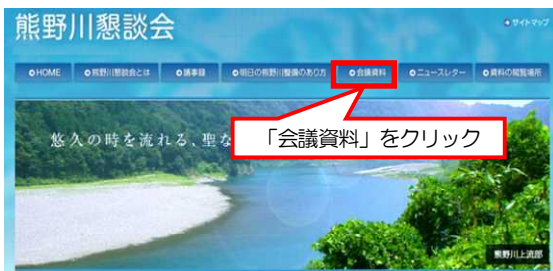 熊野川懇談会
サイトマップ
HOME
熊野川懇談会とは
議事録
明日の熊野川整備のあり方
会議資料
ニュースレター
資料の閲覧場所
悠久の時を流れる、聖な
「会議資料」をクリック
熊野川上流部